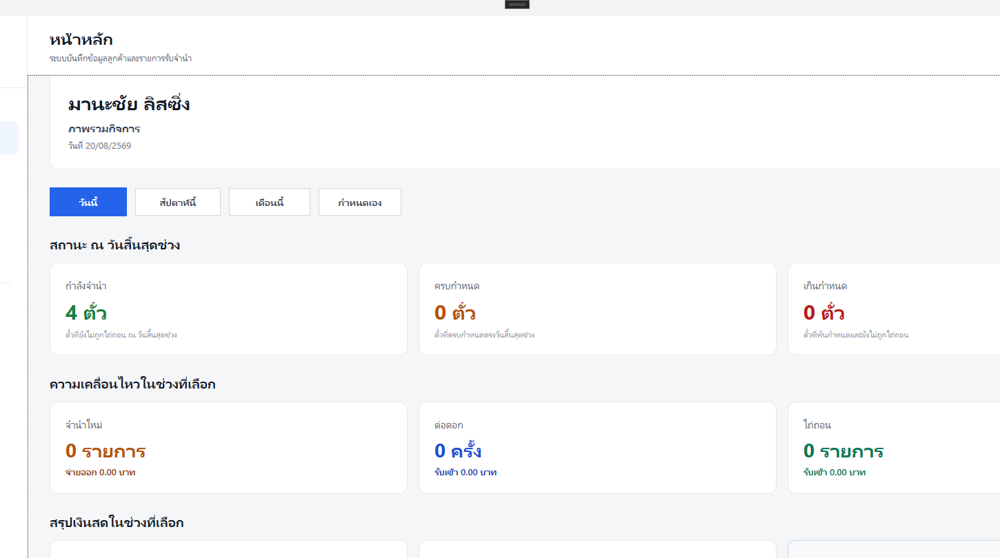 หน้าหลัก
ระบบบันทึกข้อมูลลูกค้าและรายการรับจำนำ
มานะชัย ลิสซิ่ง
ภาพรวมกิจการ
วันที่ 20/08/2569
วันนี้ สัปดาห์นี้ เดือนนี้ กำหนดเอง
สถานะ ณ วันสิ้นสุดช่วง
กำลังจำนำ ครบกำหนด เกินกำหนด
4 ตั๋ว 0 ตั๋ว 0 ตั๋ว
ตั๋วที่ยังไม่ถูกไถ่ถอน ณ วันสิ้นสุดช่วง ตั๋วที่ครบกำหนดตรงวันสิ้นสุดช่วง ตั๋วที่พ้นกำหนดและยังไม่ถูกไถ่ถอน
ความเคลื่อนไหวในช่วงที่เลือก
จำนำใหม่ ต่อดอก ไถ่ถอน
0 รายการ 0 ครั้ง 0 รายการ
จ่ายออก 0.00 บาท รับเข้า 0.00 บาท รับเข้า 0.00 บาท
สรุปเงินสดในช่วงที่เลือก